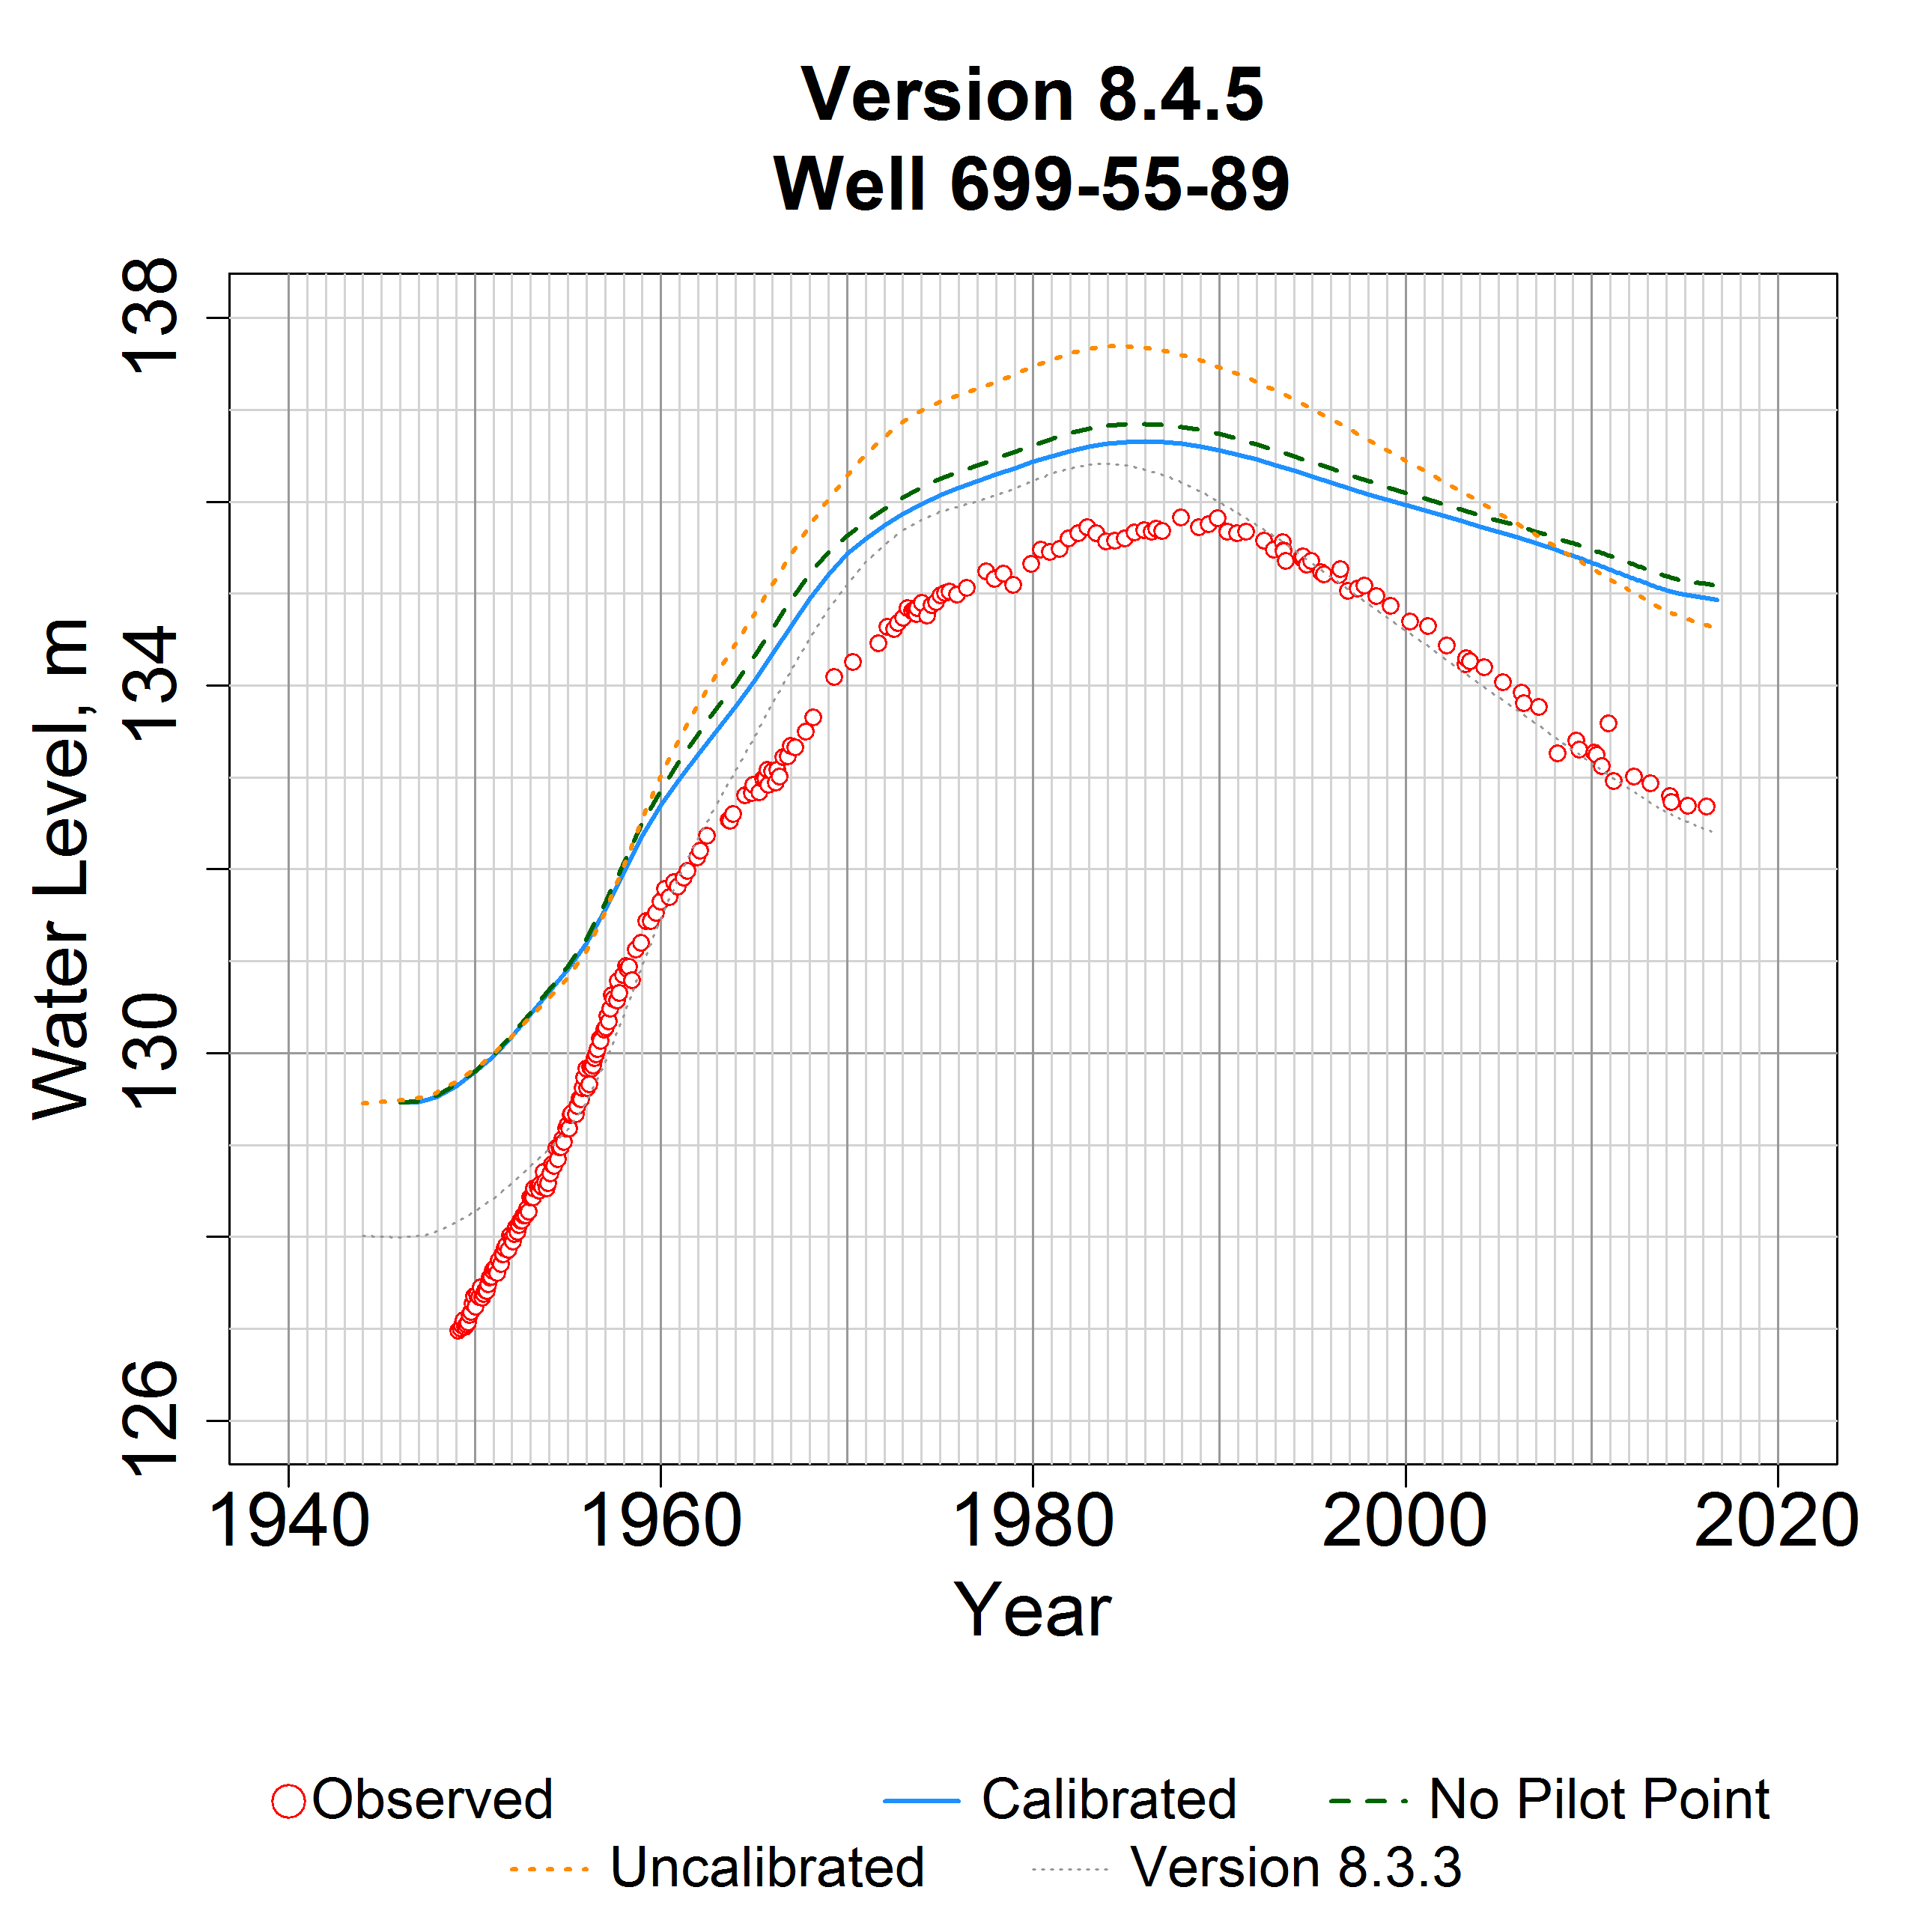 Version 8.4.5
Well 699-55-89
138
134
130
126
Water Level, m
1940 1960 1980 2000 2020
Year
Observed Calibrated No Pilot Point
Uncalibrated Version 8.3.3